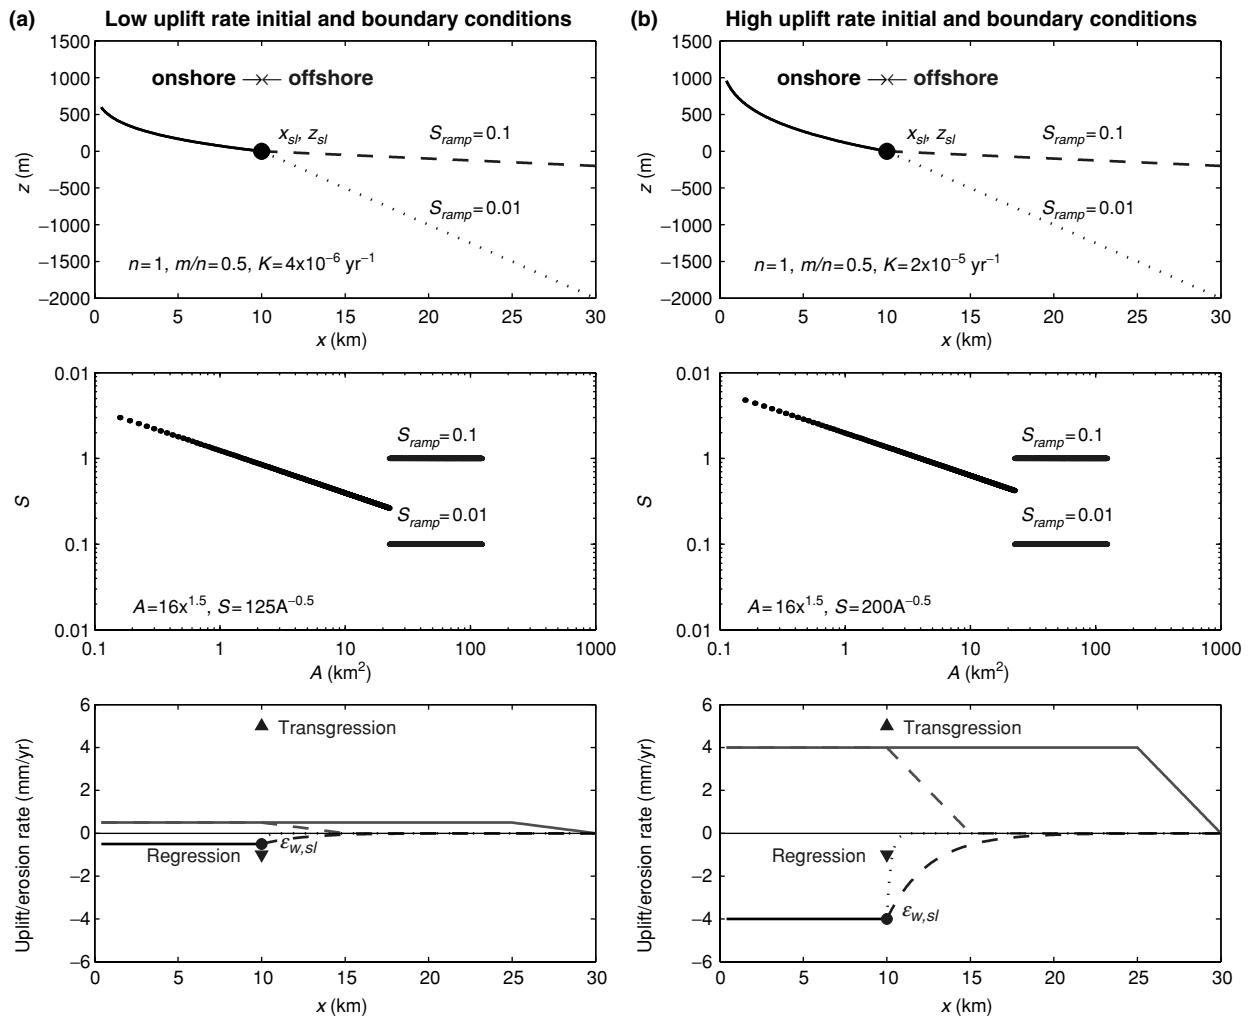 (a) Low uplift rate initial and boundary conditions
1500
1000
500
0
−500
−1000
−1500
−2000
z (m)
onshore →← offshore
x_sl, z_sl
S_ramp=0.1
S_ramp=0.01
n=1, m/n=0.5, K=4x10⁻⁶ yr⁻¹
0 5 10 15 20 25 30
x (km)
(b) High uplift rate initial and boundary conditions
1500
1000
500
0
−500
−1000
−1500
−2000
z (m)
onshore →← offshore
x_sl, z_sl
S_ramp=0.1
S_ramp=0.01
n=1, m/n=0.5, K=2x10⁻⁵ yr⁻¹
0 5 10 15 20 25 30
x (km)
0.01
1
0.1
0.01
S
S_ramp=0.1
S_ramp=0.01
A=16x^1.5, S=125A^−0.5
0.1 1 10 100 1000
A (km²)
0.01
1
0.1
0.01
S
S_ramp=0.1
S_ramp=0.01
A=16x^1.5, S=200A^−0.5
0.1 1 10 100 1000
A (km²)
6
4
2
0
−2
−4
−6
Uplift/erosion rate (mm/yr)
Transgression
Regression
ε_w,sl
0 5 10 15 20 25 30
x (km)
6
4
2
0
−2
−4
−6
Uplift/erosion rate (mm/yr)
Transgression
Regression
ε_w,sl
0 5 10 15 20 25 30
x (km)